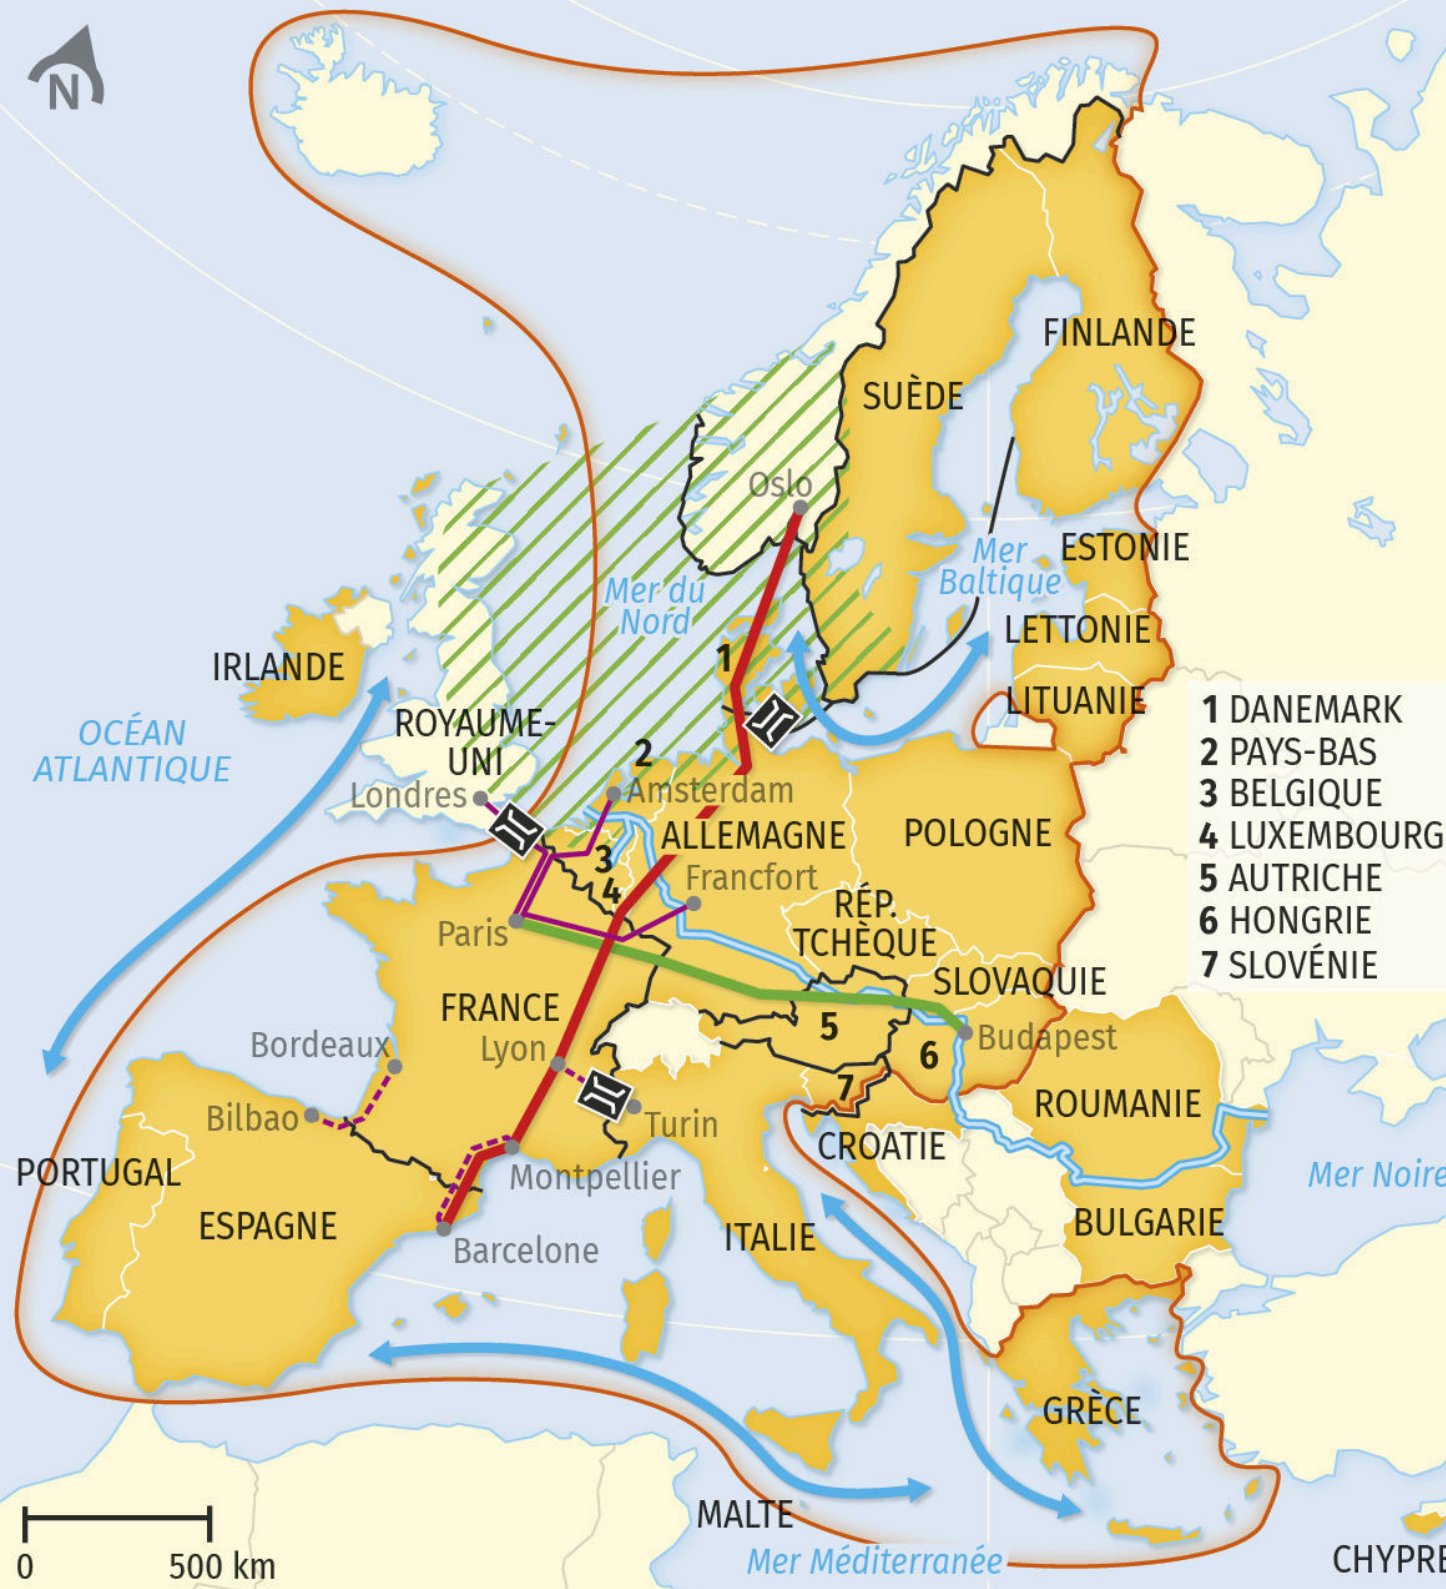 N
FINLANDE
SUÈDE
Oslo
Mer
Baltique
ESTONIE
Mer du
Nord
LETTONIE
IRLANDE
1
LITUANIE
OCÉAN
ATLANTIQUE
ROYAUME-
UNI
2
Londres
Amsterdam
ALLEMAGNE
POLOGNE
3
4
Francfort
Paris
RÉP.
TCHÈQUE
SLOVAQUIE
FRANCE
5
Lyon
Bordeaux
Budapest
6
7
Bilbao
Turin
ROUMANIE
CROATIE
PORTUGAL
Montpellier
Mer Noire
ESPAGNE
ITALIE
BULGARIE
Barcelone
GRÈCE
MALTE
Mer Méditerranée
CHYPRE
1 DANEMARK
2 PAYS-BAS
3 BELGIQUE
4 LUXEMBOURG
5 AUTRICHE
6 HONGRIE
7 SLOVÉNIE
0 500 km